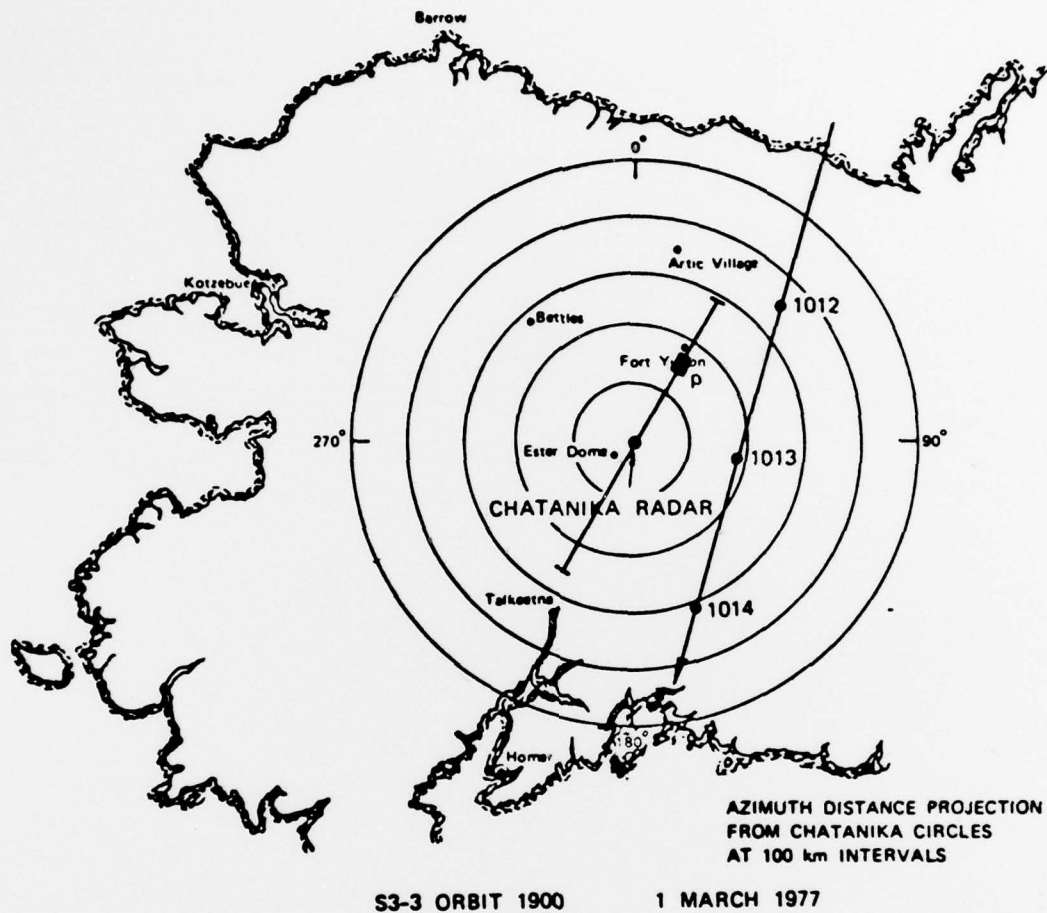 Barrow
0°
Artic Village
Kotzebue
1012
Bettles
Fort Yukon
p
270°
90°
Ester Dome
1013
CHATANIKA RADAR
Talkeetna
1014
180°
Homer
AZIMUTH DISTANCE PROJECTION
FROM CHATANIKA CIRCLES
AT 100 km INTERVALS
S3-3 ORBIT 1900 1 MARCH 1977